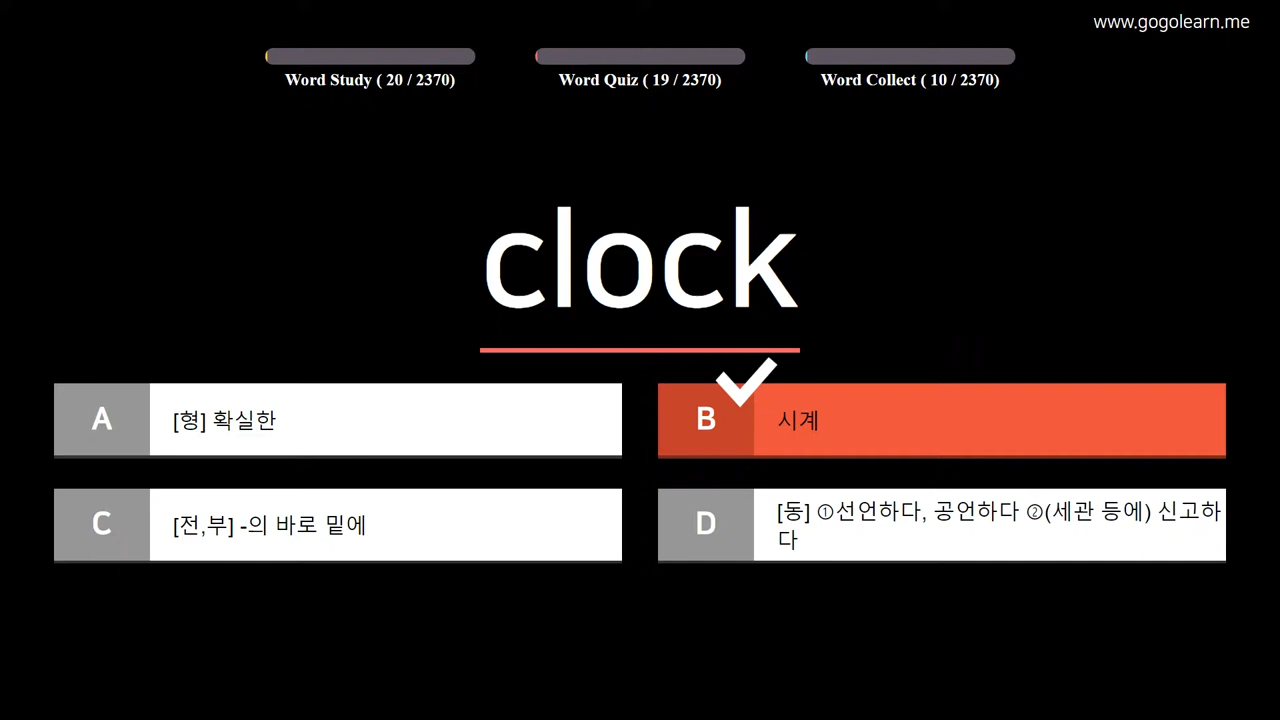 www.gogolearn.me
Word Study ( 20 / 2370)
Word Quiz ( 19 / 2370)
Word Collect ( 10 / 2370)
clock
A
[형] 확실한
B
시계
C
[전,부] -의 바로 밑에
D
[동] ①선언하다, 공언하다 ②(세관 등에) 신고하
다